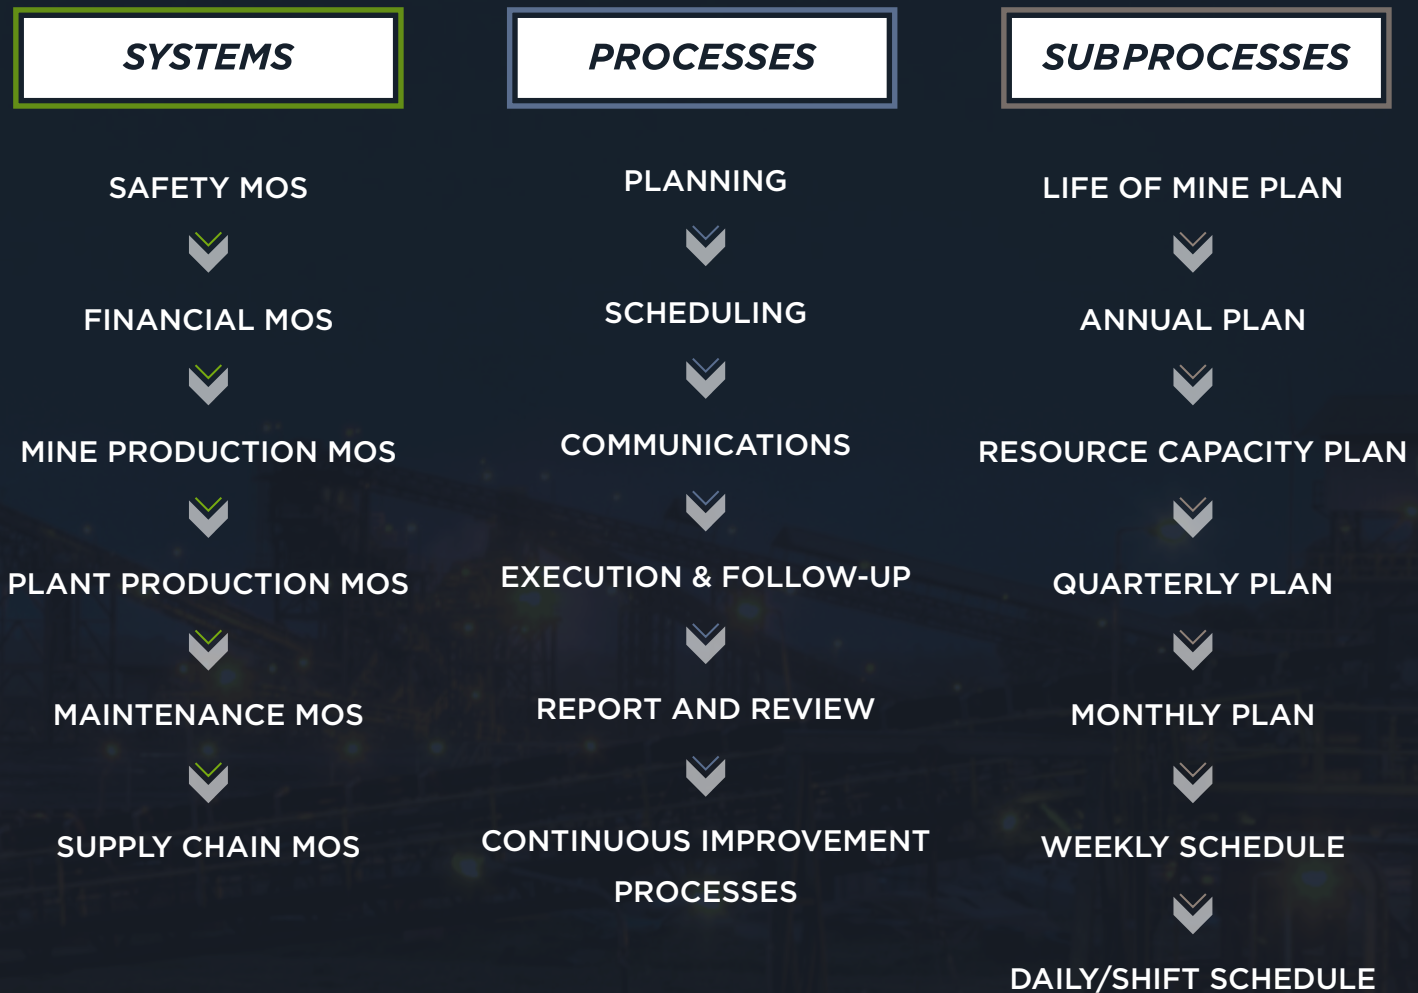 SYSTEMS
SAFETY MOS
FINANCIAL MOS
MINE PRODUCTION MOS
PLANT PRODUCTION MOS
MAINTENANCE MOS
SUPPLY CHAIN MOS
PROCESSES
PLANNING
SCHEDULING
COMMUNICATIONS
EXECUTION & FOLLOW-UP
REPORT AND REVIEW
CONTINUOUS IMPROVEMENT
PROCESSES
SUBPROCESSES
LIFE OF MINE PLAN
ANNUAL PLAN
RESOURCE CAPACITY PLAN
QUARTERLY PLAN
MONTHLY PLAN
WEEKLY SCHEDULE
DAILY/SHIFT SCHEDULE